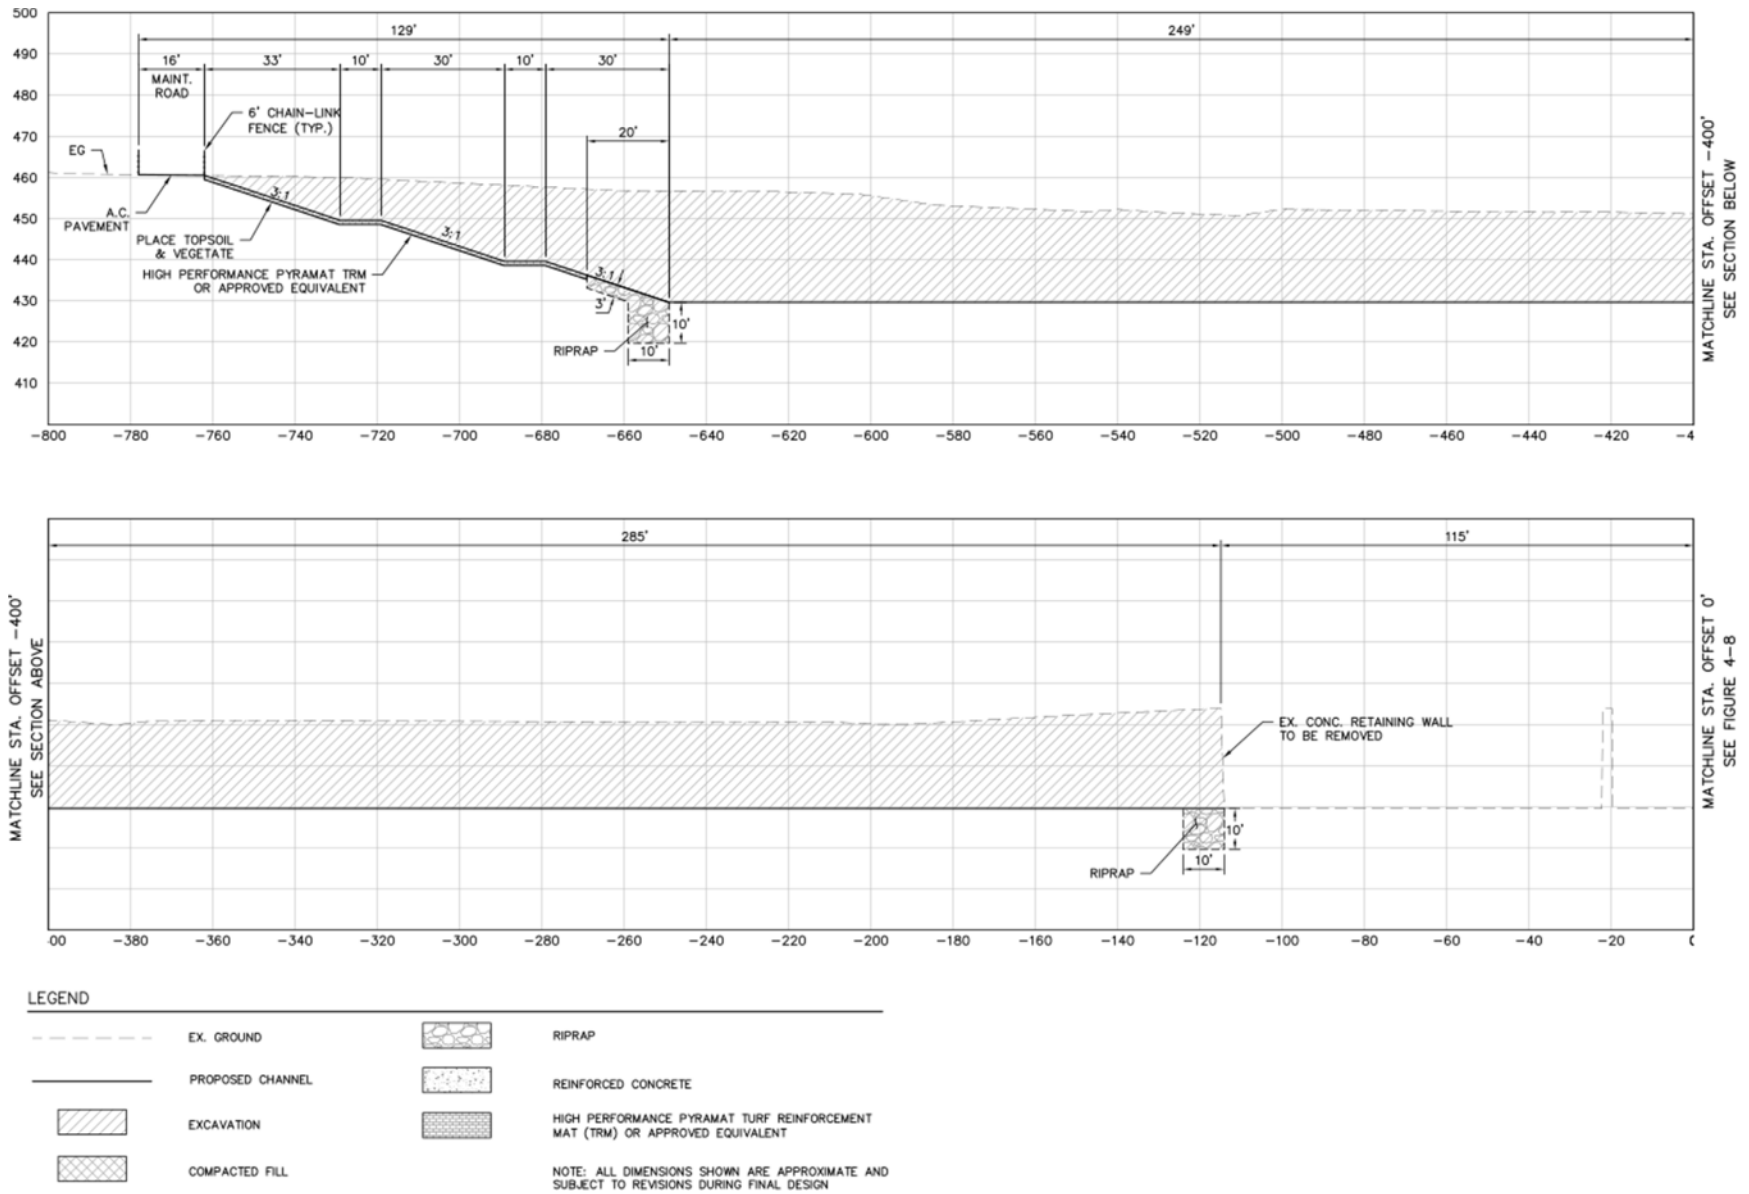 500
490
480
470
460
450
440
430
420
410
129'
249'
16'
33'
10'
30'
10'
30'
MAINT.
ROAD
6' CHAIN-LINK
FENCE (TYP.)
20'
EG
3:1
A.C.
PAVEMENT
PLACE TOPSOIL
& VEGETATE
3:1
HIGH PERFORMANCE PYRAMAT TRM
OR APPROVED EQUIVALENT
3:1
3'
10'
RIPRAP
10'
MATCHLINE STA. OFFSET -400'
SEE SECTION BELOW
-800
-780
-760
-740
-720
-700
-680
-660
-640
-620
-600
-580
-560
-540
-520
-500
-480
-460
-440
-420
-4
285'
115'
MATCHLINE STA. OFFSET -400'
SEE SECTION ABOVE
EX. CONC. RETAINING WALL
TO BE REMOVED
10'
10'
RIPRAP
MATCHLINE STA. OFFSET 0'
SEE FIGURE 4-8
00
-380
-360
-340
-320
-300
-280
-260
-240
-220
-200
-180
-160
-140
-120
-100
-80
-60
-40
-20
LEGEND
EX. GROUND
PROPOSED CHANNEL
EXCAVATION
COMPACTED FILL
RIPRAP
REINFORCED CONCRETE
HIGH PERFORMANCE PYRAMAT TURF REINFORCEMENT
MAT (TRM) OR APPROVED EQUIVALENT
NOTE: ALL DIMENSIONS SHOWN ARE APPROXIMATE AND
SUBJECT TO REVISIONS DURING FINAL DESIGN